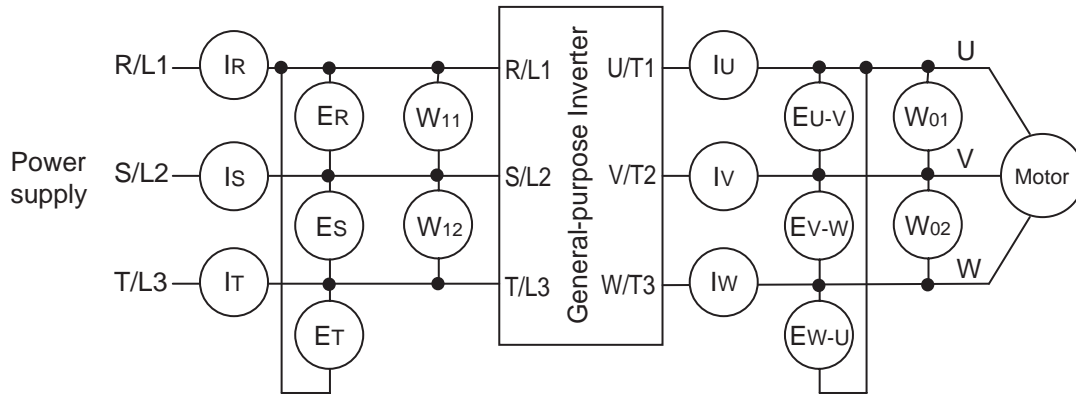 Power
supply
R/L1
S/L2
T/L3
IR
IS
IT
ER
ES
ET
W11
W12
R/L1
S/L2
T/L3
General-purpose Inverter
U/T1
V/T2
W/T3
IU
IV
IW
EU-V
EV-W
EW-U
W01
W02
U
V
W
Motor